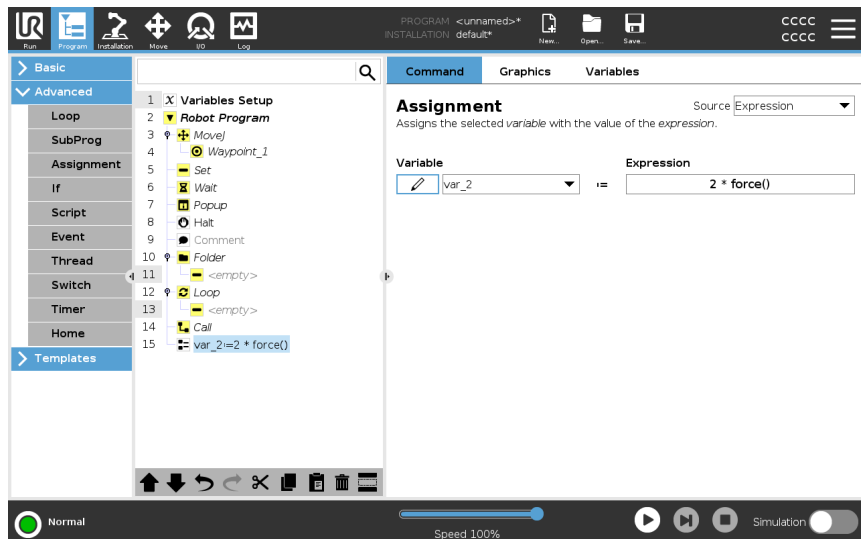 UR
Run
Program
Installation
Move
I/O
Log
PROGRAM <unnamed>*
INSTALLATION default*
New...
Open...
Save...
CCCC
CCCC
Basic
Advanced
Loop
SubProg
Assignment
If
Script
Event
Thread
Switch
Timer
Home
Templates
1 X Variables Setup
2 Robot Program
3 MoveJ
4 Waypoint_1
5 Set
6 Wait
7 Popup
8 Halt
9 Comment
10 Folder
11 <empty>
12 Loop
13 <empty>
14 Call
15 var_2:=2 * force()
Command Graphics Variables
Assignment
Source Expression
Assigns the selected variable with the value of the expression.
Variable Expression
var_2 := 2 * force()
Normal
Speed 100%
Simulation